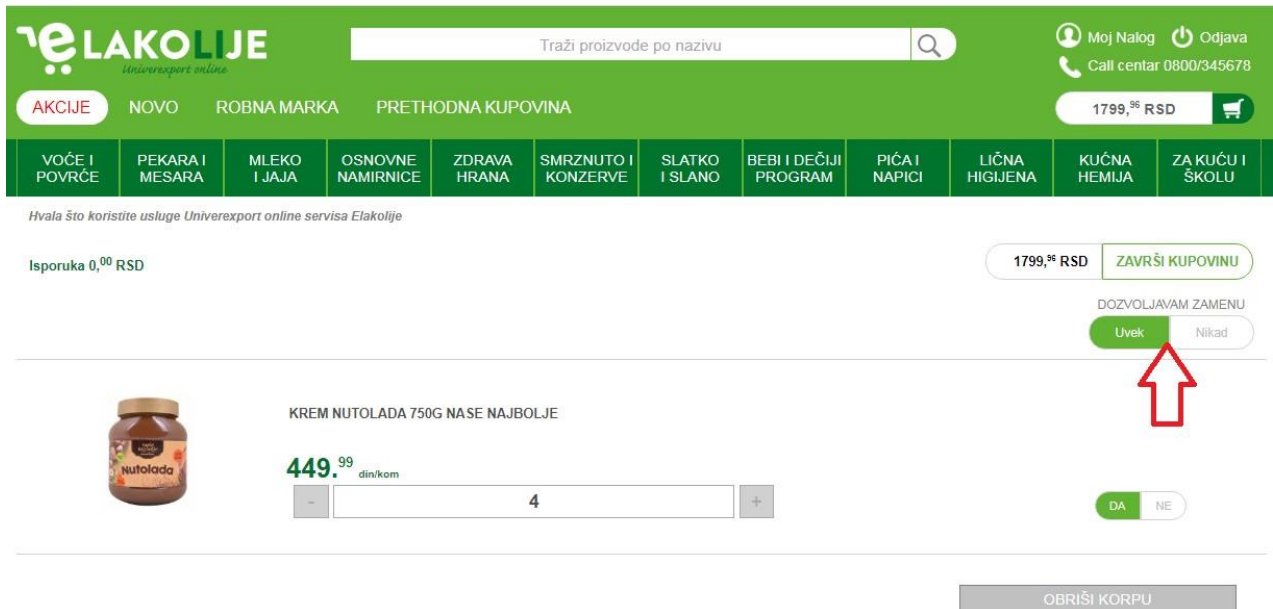 eLAKOLIJE
Univerexport online
Traži proizvode po nazivu
Moj Nalog
Odjava
Call centar 0800/345678
AKCIJE
NOVO
ROBNA MARKA
PRETHODNA KUPOVINA
1799,96 RSD
VOĆE I
POVRĆE
PEKARA I
MESARA
MLEKO
I JAJA
OSNOVNE
NAMIRNICE
ZDRAVA
HRANA
SMRZNUTO I
KONZERVE
SLATKO
I SLANO
BEBI I DEČIJI
PROGRAM
PIĆA I
NAPICI
LIČNA
HIGIJENA
KUĆNA
HEMIJA
ZA KUĆU I
ŠKOLU
Hvala što koristite usluge Univerexport online servisa Elakolije
Isporuka 0,00 RSD
1799,96 RSD
ZAVRŠI KUPOVINU
DOZVOLJAVAM ZAMENU
Uvek
Nikad
Nutolada
KREM NUTOLADA 750G NASE NAJBOLJE
449.99 din/kom
-
4
+
DA
NE
OBRIŠI KORPU